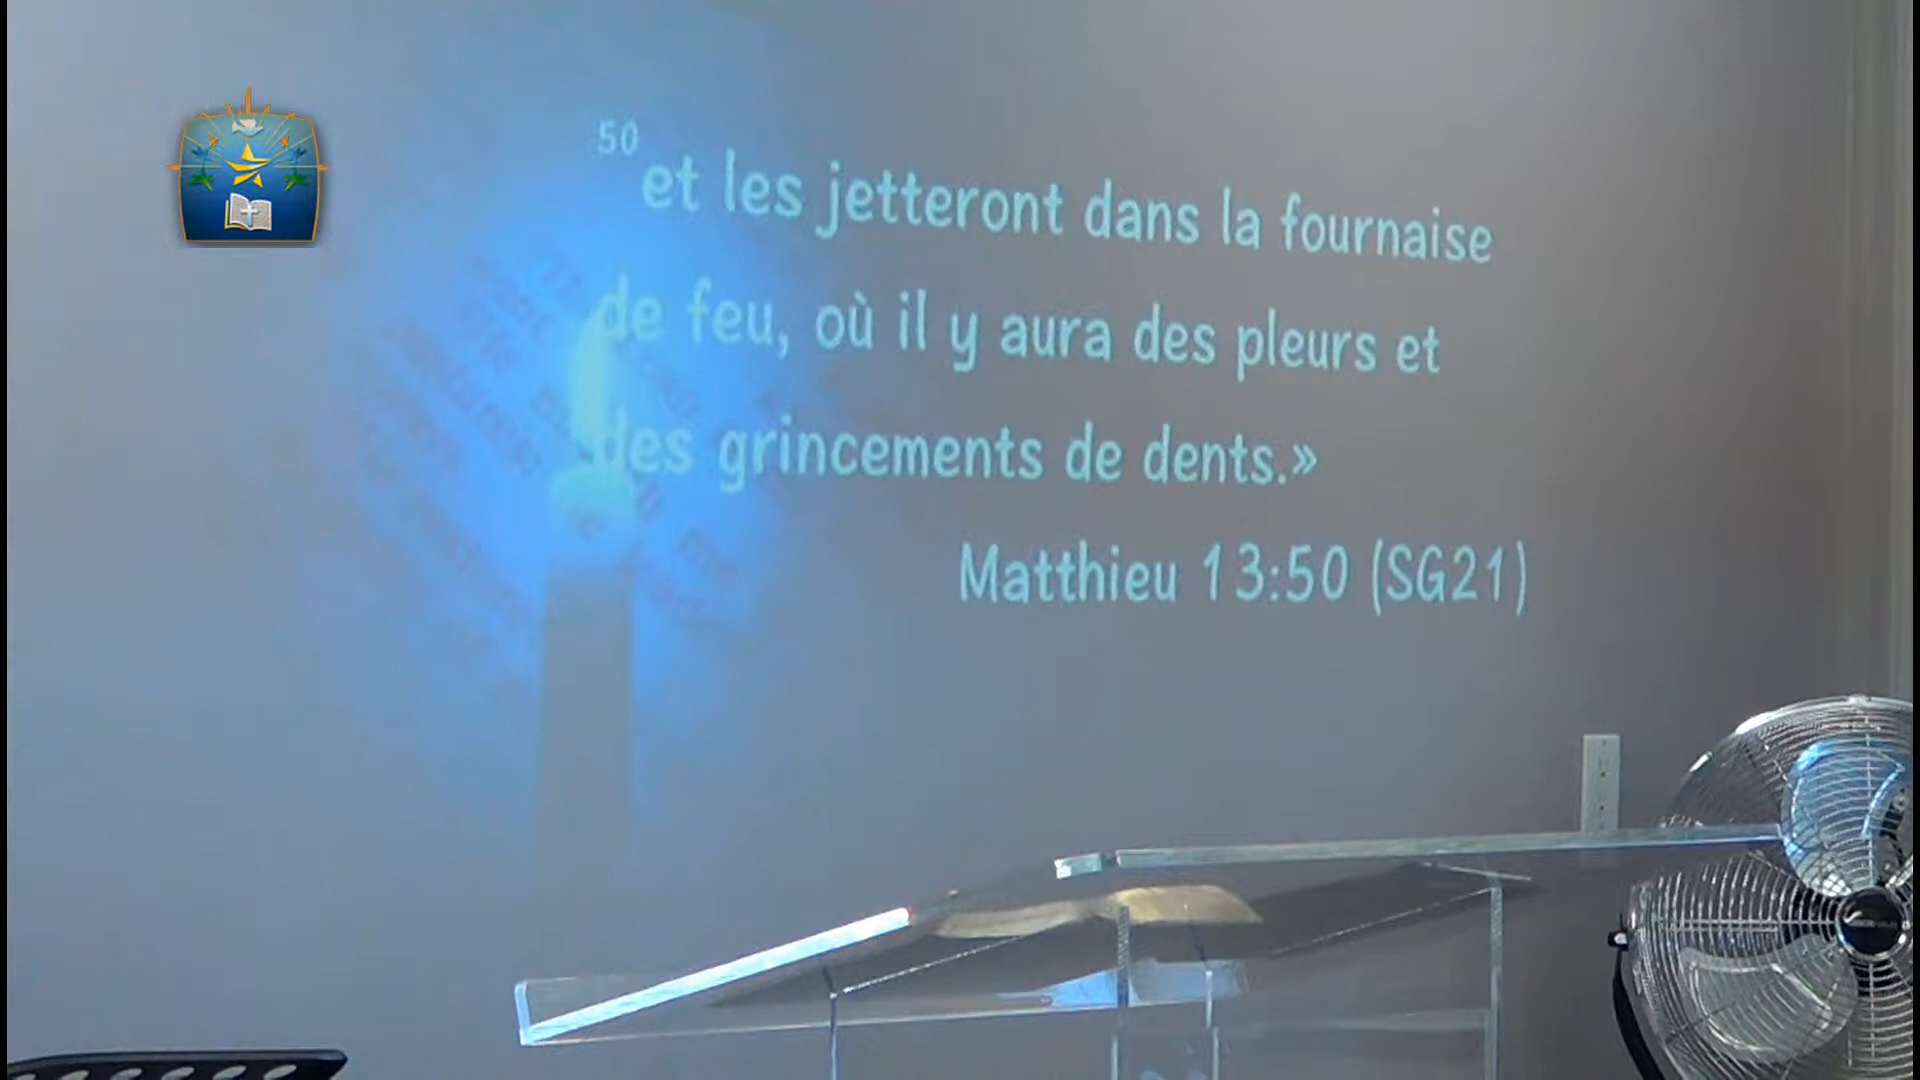 50 et les jetteront dans la fournaise
de feu, où il y aura des pleurs et
des grincements de dents.»
Matthieu 13:50 (SG21)